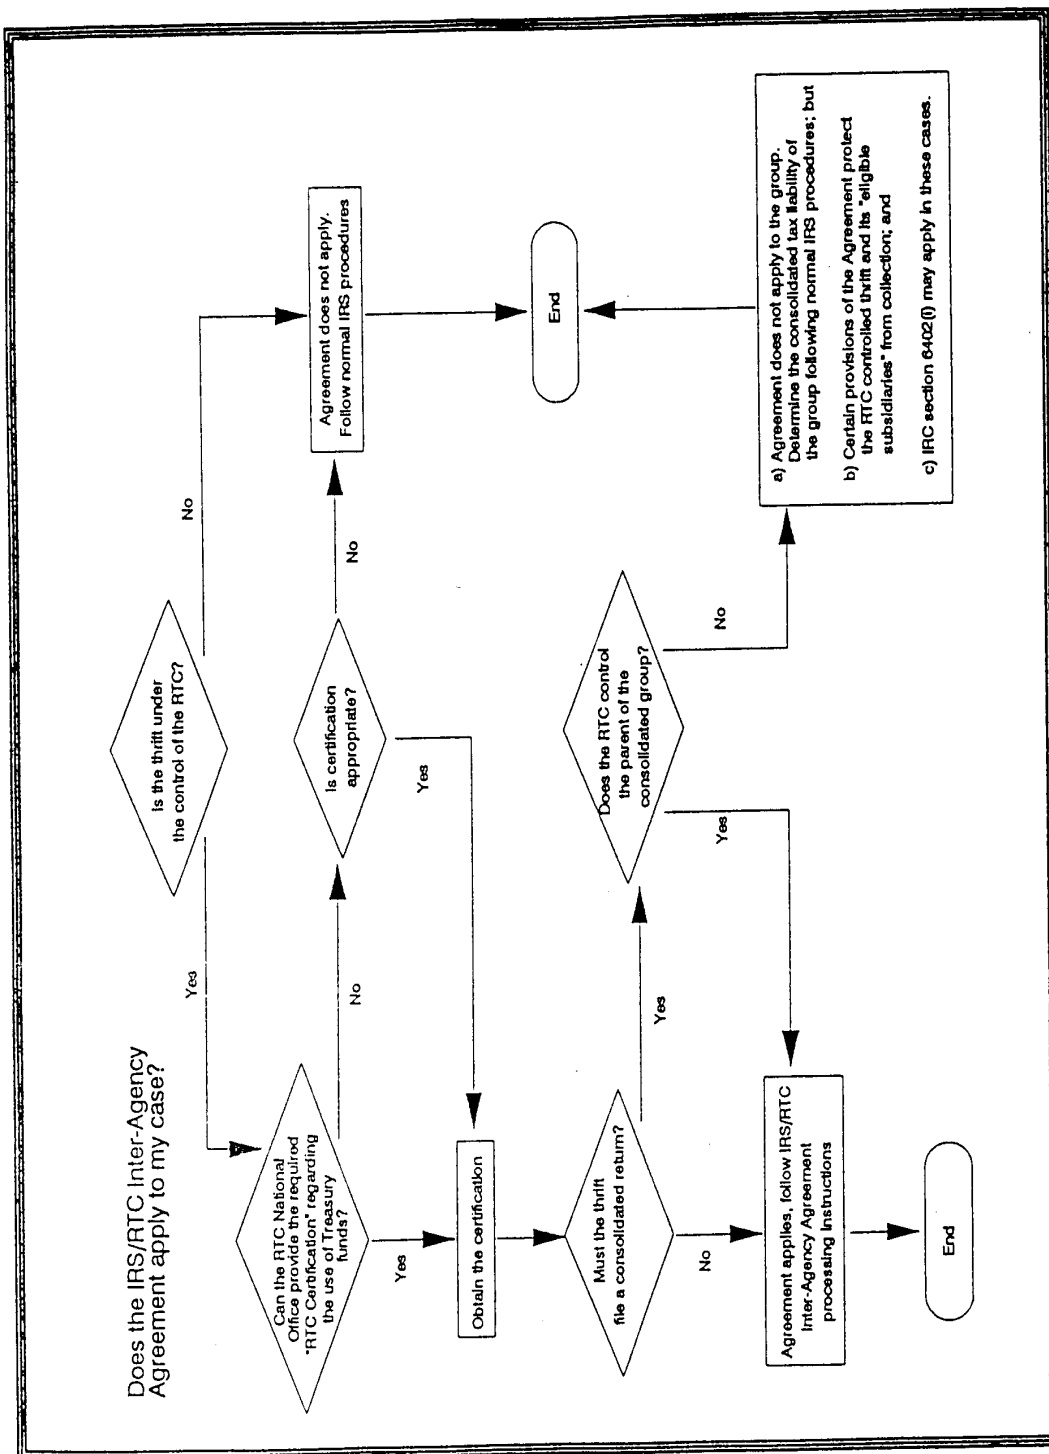 Does the IRS/RTC Inter-Agency
Agreement apply to my case?
Is the thrift under
the control of the RTC?
Yes
No
Can the RTC National
Office provide the required
"RTC Certification" regarding
the use of Treasury
funds?
No
Yes
Is certification
appropriate?
No
Yes
Agreement does not apply.
Follow normal IRS procedures
End
Obtain the certification
Must the thrift
file a consolidated return?
Yes
No
Does the RTC control
the parent of the
consolidated group?
No
Yes
a) Agreement does not apply to the group.
Determine the consolidated tax liability of
the group following normal IRS procedures; but
b) Certain provisions of the Agreement protect
the RTC controlled thrift and its "eligible
subsidiaries" from collection; and
c) IRC section 6402(i) may apply in these cases.
Agreement applies, follow IRS/RTC
Inter-Agency Agreement
processing Instructions
End